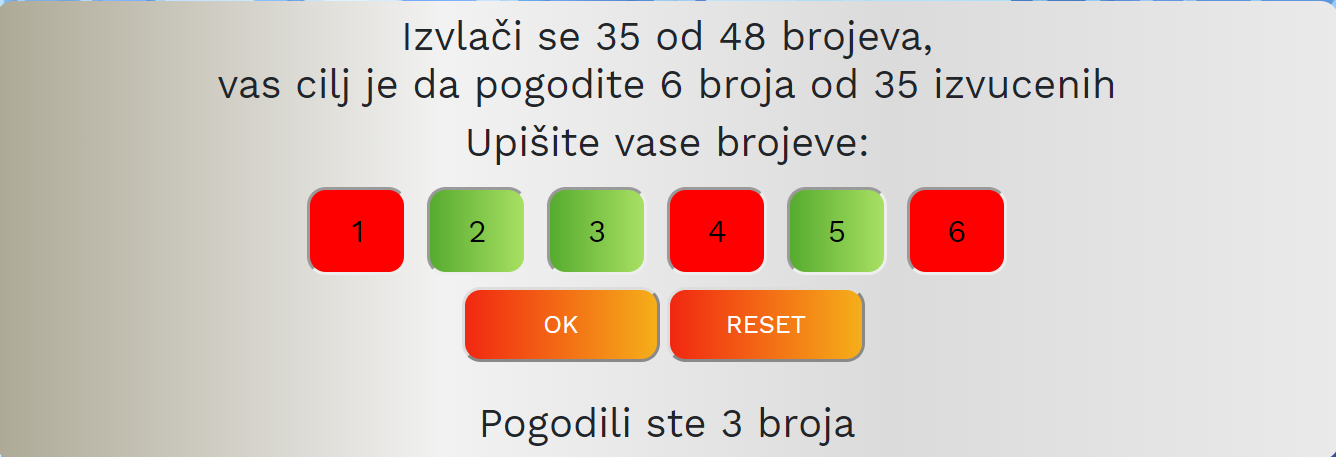 Izvlači se 35 od 48 brojeva,
vas cilj je da pogodite 6 broja od 35 izvucenih
Upišite vase brojeve:
1 2 3 4 5 6
OK RESET
Pogodili ste 3 broja